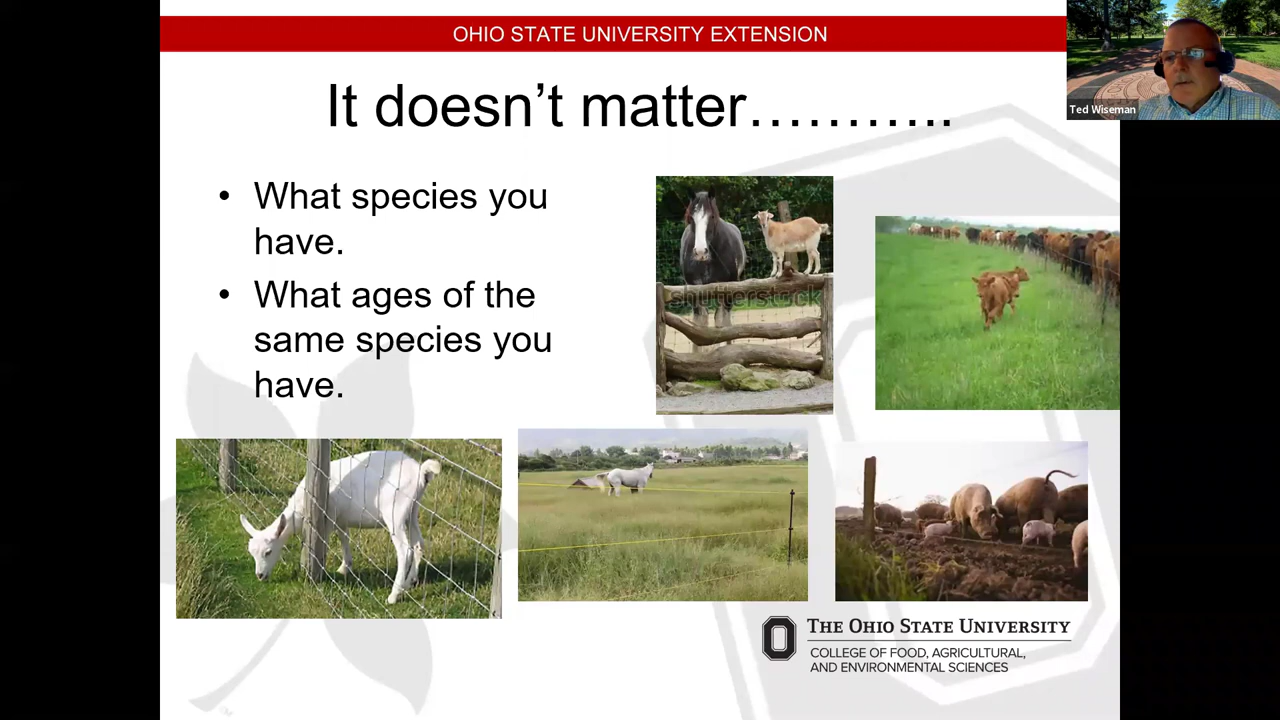 OHIO STATE UNIVERSITY EXTENSION
Ted Wiseman
It doesn’t matter………...
• What species you
have.
• What ages of the
same species you
have.
shutterstock
THE OHIO STATE UNIVERSITY
COLLEGE OF FOOD, AGRICULTURAL,
AND ENVIRONMENTAL SCIENCES